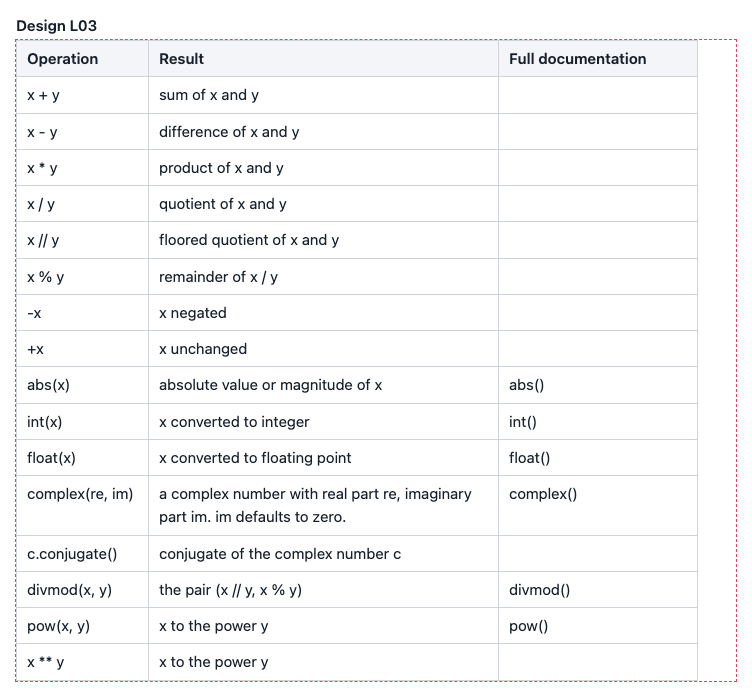 Design L03
Operation Result Full documentation
x + y sum of x and y
x - y difference of x and y
x * y product of x and y
x / y quotient of x and y
x // y floored quotient of x and y
x % y remainder of x / y
-x x negated
+x x unchanged
abs(x) absolute value or magnitude of x abs()
int(x) x converted to integer int()
float(x) x converted to floating point float()
complex(re, im) a complex number with real part re, imaginary complex()
part im. im defaults to zero.
c.conjugate() conjugate of the complex number c
divmod(x, y) the pair (x // y, x % y) divmod()
pow(x, y) x to the power y pow()
x ** y x to the power y